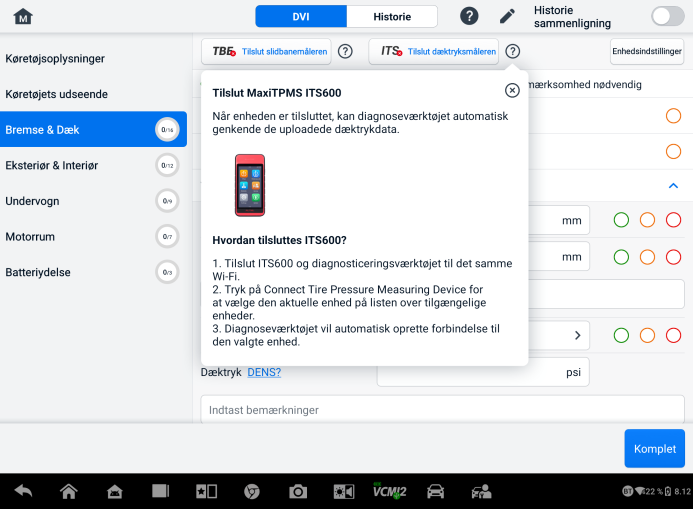 M
DVI
Historie
?
Historie
sammenligning
TBE Tilslut slidbanemåleren ?
ITS Tilslut dæktryksmåleren ?
Enhedsindstillinger
Køretøjsoplysninger
Køretøjets udseende
Bremse & Dæk 0/14
Eksteriør & Interiør 0/12
Undervogn 0/9
Motorrum 0/7
Batteriydelse 0/3
mærksomhed nødvendig
Tilslut MaxiTPMS ITS600
Når enheden er tilsluttet, kan diagnoseværktøjet automatisk
genkende de uploadede dæktrykdata.
Hvordan tilsluttes ITS600?
1. Tilslut ITS600 og diagnosticeringsværktøjet til det samme
Wi-Fi.
2. Tryk på Connect Tire Pressure Measuring Device for
at vælge den aktuelle enhed på listen over tilgængelige
enheder.
3. Diagnoseværktøjet vil automatisk oprette forbindelse til
den valgte enhed.
mm
mm
Dæktryk DENS? psi
Indtast bemærkninger
Komplet
VCMI2
BT 22 % 8.12